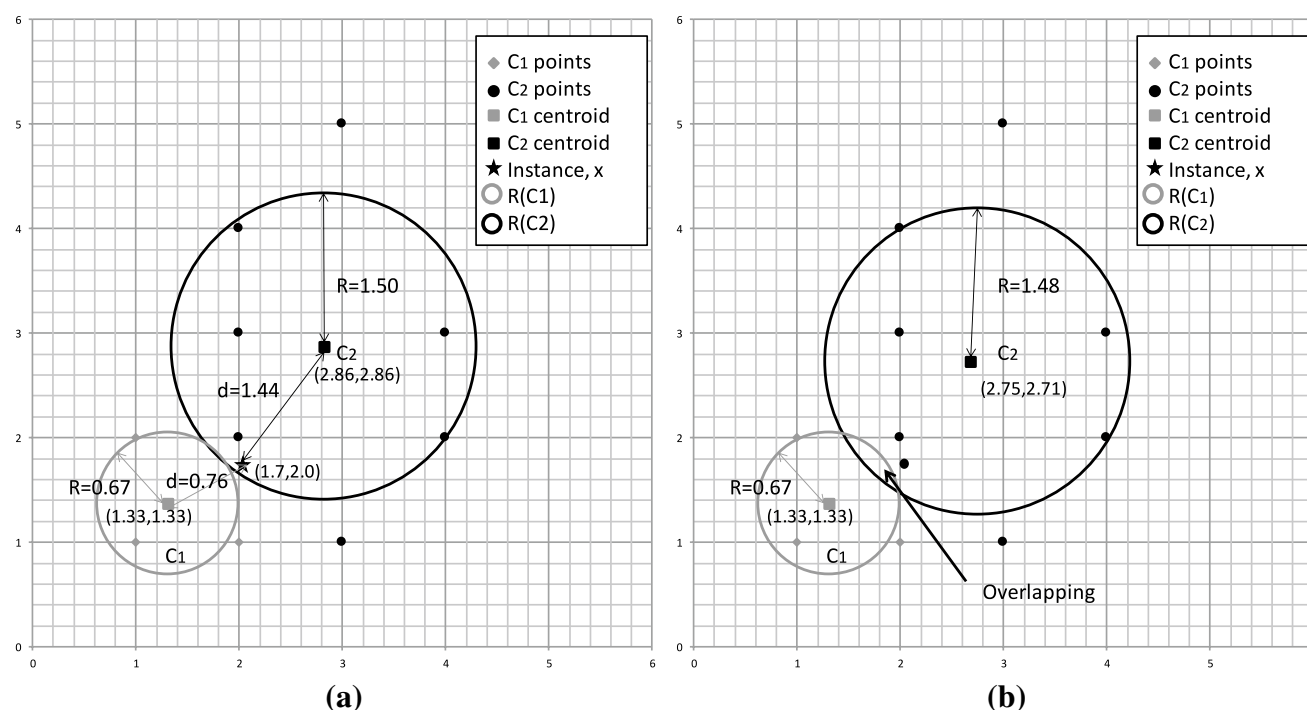 6
5
4
3
2
1
0
0 1 2 3 4 5 6
C1 points
C2 points
C1 centroid
C2 centroid
Instance, x
R(C1)
R(C2)
R=1.50
C2
(2.86,2.86)
d=1.44
(1.7,2.0)
d=0.76
R=0.67
(1.33,1.33)
C1
(a)
6
5
4
3
2
1
0
0 1 2 3 4 5
C1 points
C2 points
C1 centroid
C2 centroid
Instance, x
R(C1)
R(C2)
R=1.48
C2
(2.75,2.71)
R=0.67
(1.33,1.33)
C1
Overlapping
(b)